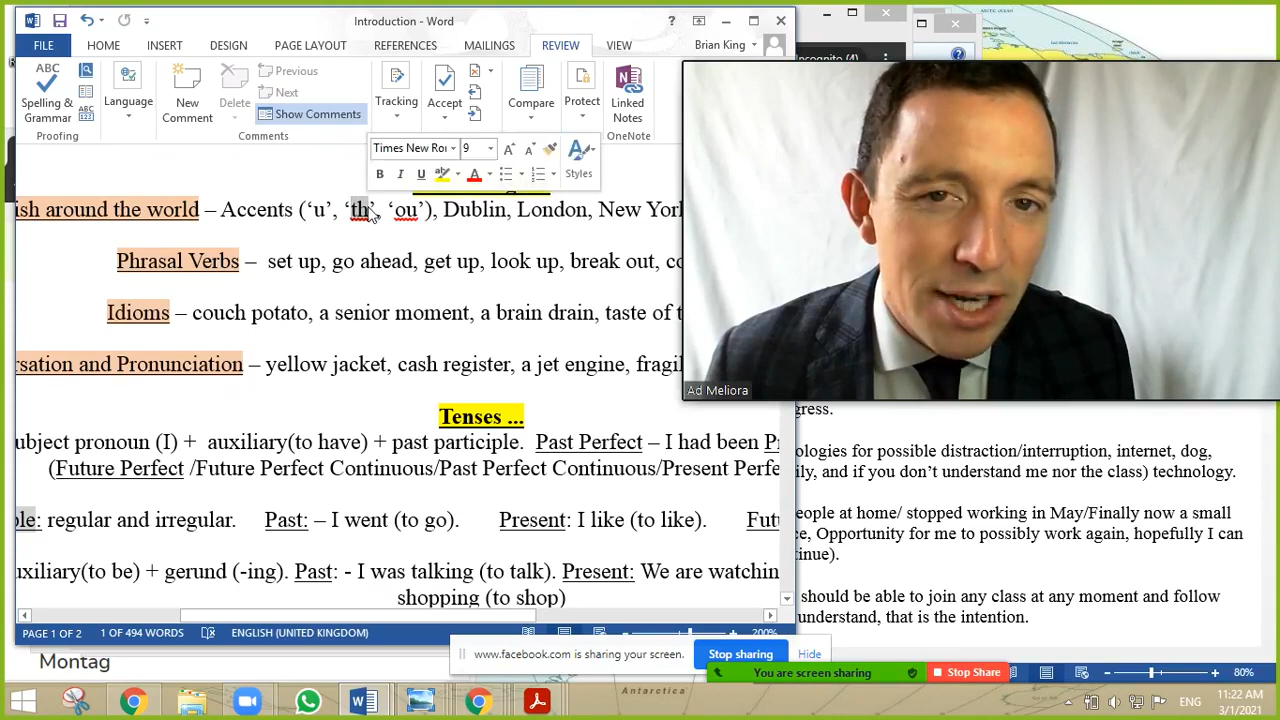 Introduction - Word
FILE HOME INSERT DESIGN PAGE LAYOUT REFERENCES MAILINGS REVIEW VIEW Brian King
ABC
Spelling & Grammar
Proofing
Language
New Comment
Delete
Previous
Next
Show Comments
Comments
Tracking
Accept
Compare
Protect
Linked Notes
OneNote
Incognito (4)
Times New Ror 9
B I U A Styles
ish around the world – Accents (‘u’, ‘th’, ‘ou’), Dublin, London, New York
Phrasal Verbs – set up, go ahead, get up, look up, break out, co
Idioms – couch potato, a senior moment, a brain drain, taste of t
rsation and Pronunciation – yellow jacket, cash register, a jet engine, fragil
Tenses ...
ubject pronoun (I) + auxiliary(to have) + past participle. Past Perfect – I had been Pr
(Future Perfect /Future Perfect Continuous/Past Perfect Continuous/Present Perfe
ple: regular and irregular. Past: – I went (to go). Present: I like (to like). Fut
uxiliary(to be) + gerund (-ing). Past: - I was talking (to talk). Present: We are watchin
shopping (to shop)
PAGE 1 OF 2 1 OF 494 WORDS ENGLISH (UNITED KINGDOM) 200%
Ad Meliora
gress.
ologies for possible distraction/interruption, internet, dog,
ily, and if you don’t understand me nor the class) technology.
eople at home/ stopped working in May/Finally now a small
ce, Opportunity for me to possibly work again, hopefully I can
tinue).
should be able to join any class at any moment and follow
understand, that is the intention.
www.facebook.com is sharing your screen. Stop sharing Hide
You are screen sharing Stop Share
80%
Montag
Antarctica
ENG
11:22 AM
3/1/2021